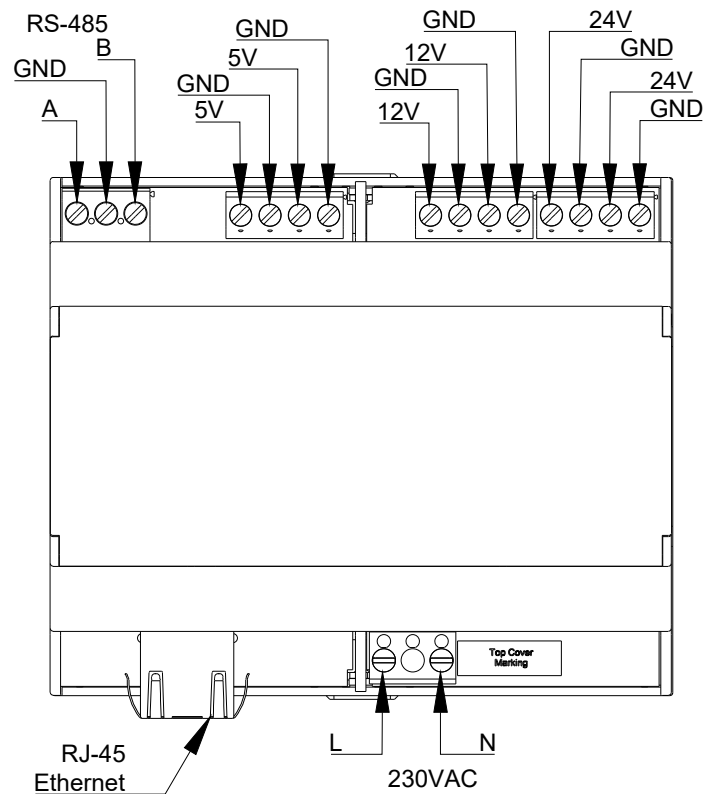 RS-485
B
GND
A
GND
5V
GND
5V
GND
12V
GND
12V
24V
GND
24V
GND
Top Cover
Marking
L
N
230VAC
RJ-45
Ethernet